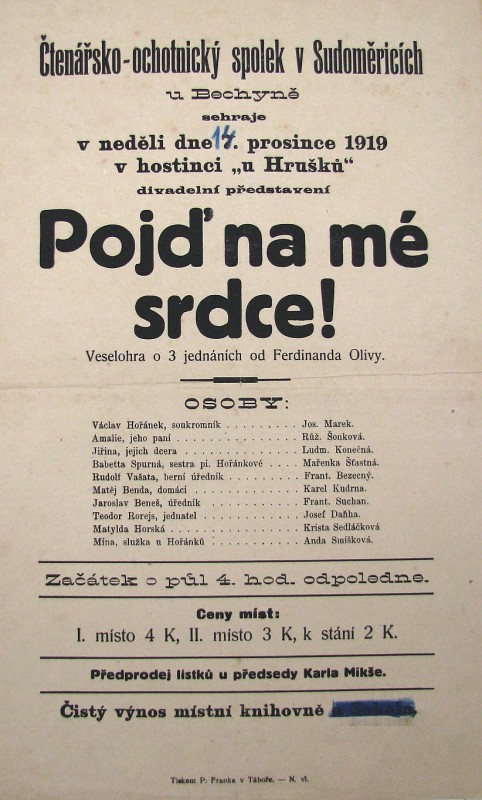 Čtenářsko-ochotnický spolek v Sudoměricích
u Bechyně
sehraje
v neděli dne 14. prosince 1919
v hostinci „u Hrušků“
divadelní představení
Pojď na mé
srdce!
Veselohra o 3 jednáních od Ferdinanda Olivy.
OSOBY:
Václav Hořánek, soukromník . . . . . . . . . Jos. Marek.
Amalie, jeho paní . . . . . . . . . . . . . . . Růž. Šonková.
Jiřina, jejich dcera . . . . . . . . . . . . . . Ludm. Konečná.
Babetta Spurná, sestra pí. Hořánkové . . . . Mařenka Šťastná.
Rudolf Vašata, berní úředník . . . . . . . . . Frant. Bezecný.
Matěj Benda, domácí . . . . . . . . . . . . . Karel Kudrna.
Jaroslav Beneš, úředník . . . . . . . . . . . Frant. Suchan.
Teodor Rorejs, jednatel . . . . . . . . . . . . Josef Daňha.
Matylda Horská . . . . . . . . . . . . . . . . Krista Sedláčková
Mína, služka u Hořánků . . . . . . . . . . . Anda Smíšková.
Začátek o půl 4. hod. odpoledne.
Ceny míst:
I. místo 4 K, II. místo 3 K, k stání 2 K.
Předprodej lístků u předsedy Karla Mikše.
Čistý výnos místní knihovně
Tiskem P. Franka v Táboře. — N. vl.